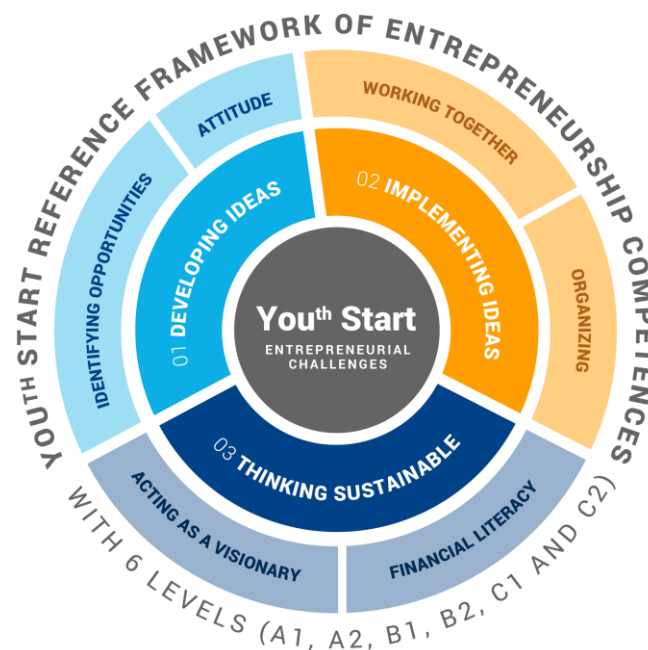 YOUᵗʰ START REFERENCE FRAMEWORK OF ENTREPRENEURSHIP COMPETENCES
WITH 6 LEVELS (A1, A2, B1, B2, C1 AND C2)
IDENTIFYING OPPORTUNITIES
ATTITUDE
WORKING TOGETHER
ORGANIZING
FINANCIAL LITERACY
ACTING AS A VISIONARY
01 DEVELOPING IDEAS
02 IMPLEMENTING IDEAS
03 THINKING SUSTAINABLE
Youᵗʰ Start
ENTREPRENEURIAL
CHALLENGES